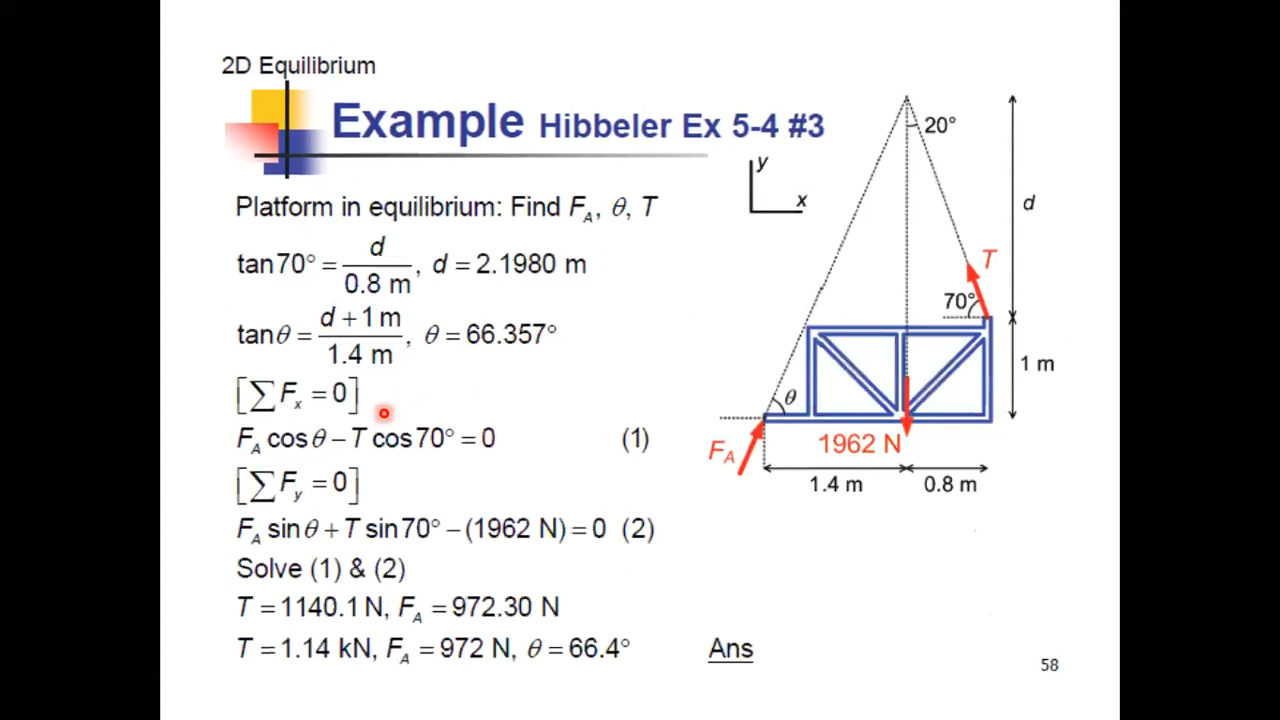 2D Equilibrium
Example Hibbeler Ex 5-4 #3
Platform in equilibrium: Find F_A, θ, T
tan70° = d / 0.8 m, d = 2.1980 m
tanθ = d + 1 m / 1.4 m, θ = 66.357°
[∑F_x = 0]
F_A cosθ − T cos70° = 0 (1)
[∑F_y = 0]
F_A sinθ + T sin70° − (1962 N) = 0 (2)
Solve (1) & (2)
T = 1140.1 N, F_A = 972.30 N
T = 1.14 kN, F_A = 972 N, θ = 66.4° Ans
20°
y
x
d
T
70°
1 m
θ
F_A
1962 N
1.4 m
0.8 m
58